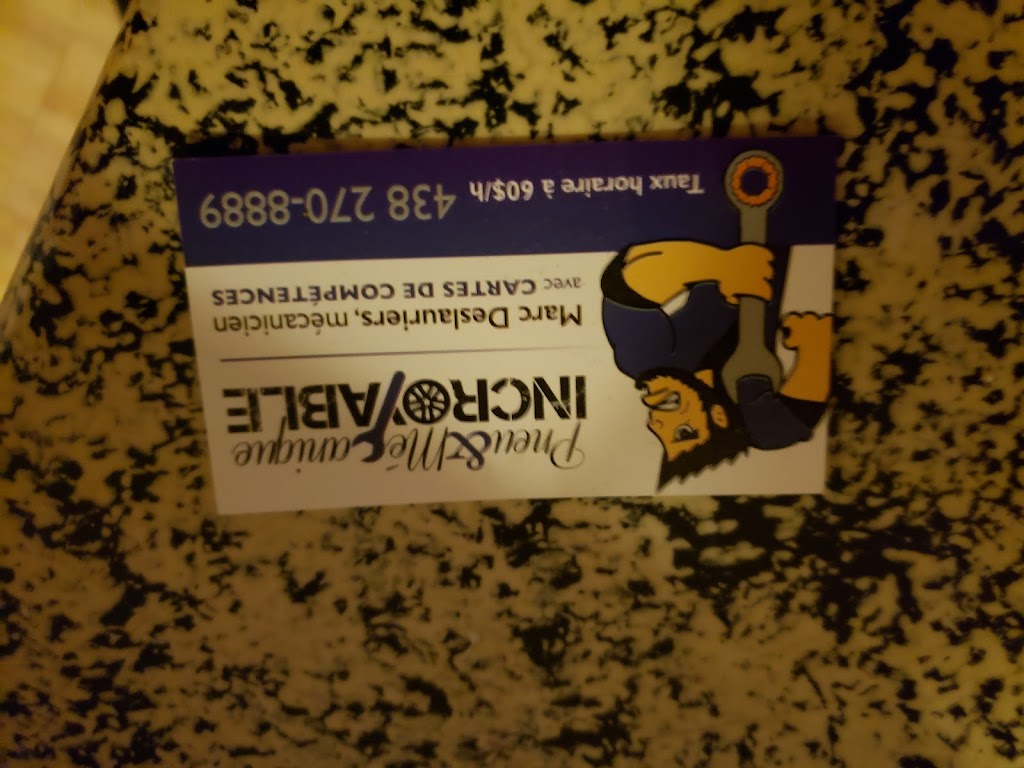 Pneu&Mécanique
INCROYABLE
Marc Deslauriers, mécanicien
avec CARTES DE COMPÉTENCES
Taux horaire à 60$/h 438 270-8889